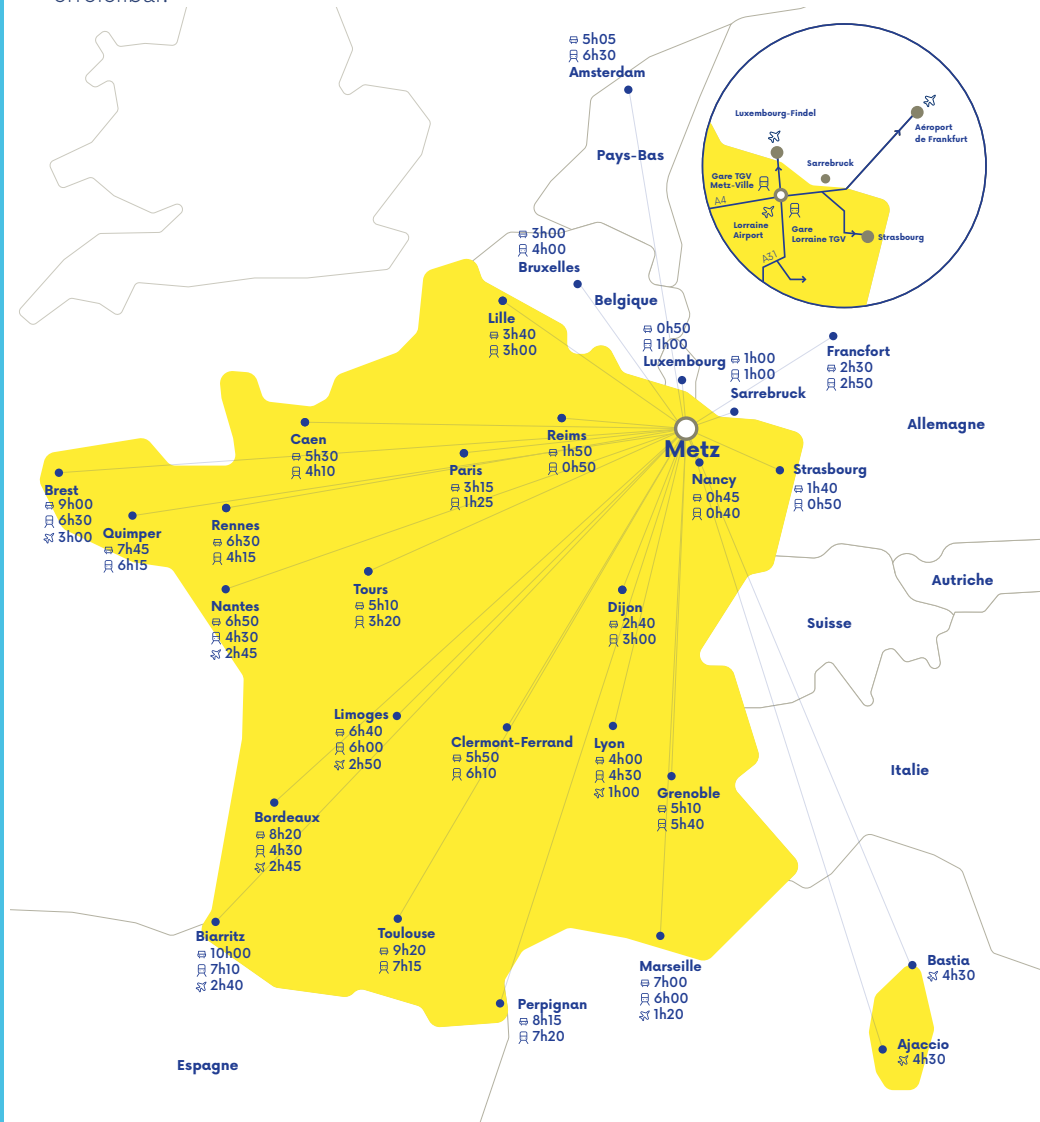 5h05
6h30
Amsterdam
Pays-Bas
Luxembourg-Findel
Aéroport
de Frankfurt
Sarrebruck
Gare TGV
Metz-Ville
A4
Lorraine
Airport
Gare
Lorraine TGV
Strasbourg
A31
3h00
4h00
Bruxelles
Belgique
Lille
3h40
3h00
0h50
1h00
Luxembourg
1h00
1h00
Sarrebruck
Francfort
2h30
2h50
Allemagne
Caen
5h30
4h10
Reims
1h50
0h50
Metz
Paris
3h15
1h25
Nancy
0h45
0h40
Strasbourg
1h40
0h50
Brest
9h00
6h30
3h00
Quimper
7h45
6h15
Rennes
6h30
4h15
Nantes
6h50
4h30
2h45
Tours
5h10
3h20
Dijon
2h40
3h00
Autriche
Suisse
Limoges
6h40
6h00
2h50
Clermont-Ferrand
5h50
6h10
Lyon
4h00
4h30
1h00
Grenoble
5h10
5h40
Italie
Bordeaux
8h20
4h30
2h45
Biarritz
10h00
7h10
2h40
Toulouse
9h20
7h15
Marseille
7h00
6h00
1h20
Perpignan
8h15
7h20
Bastia
4h30
Ajaccio
4h30
Espagne